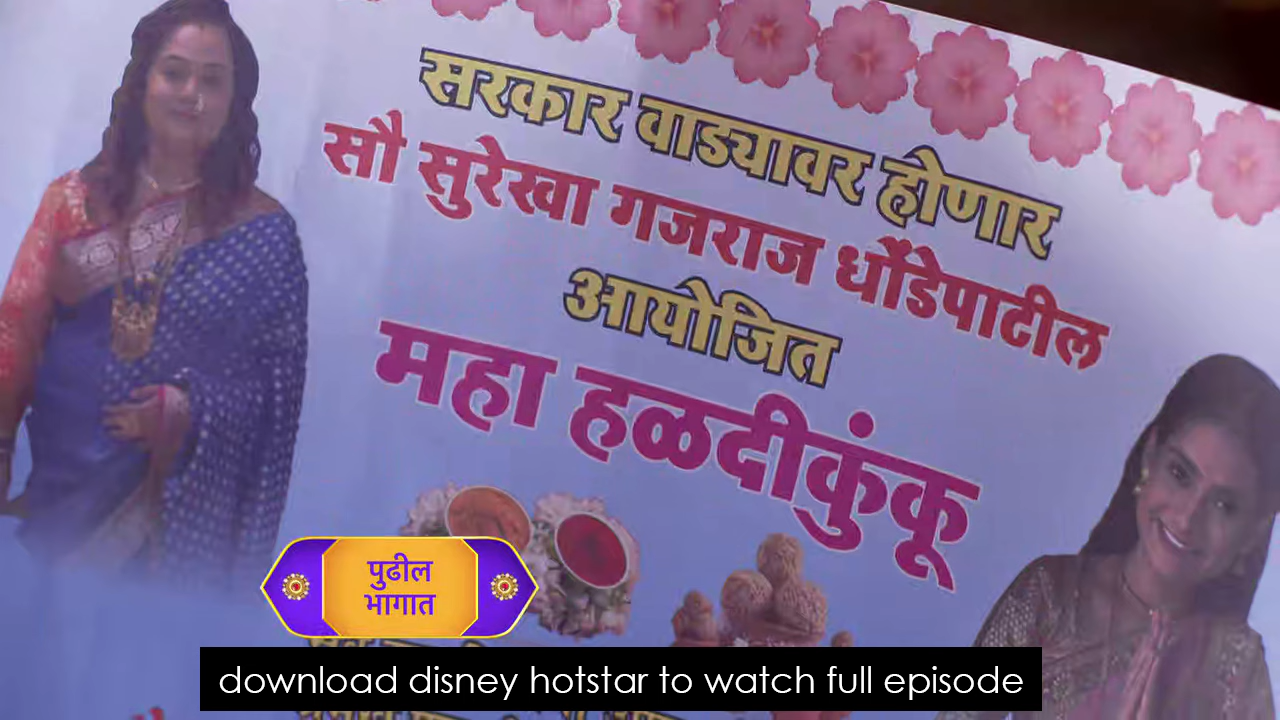 सरकार वाड्यावर होणार
सौ सुरेखा गजराज धोंडेपाटील
आयोजित
महा हळदीकुंकू
पुढील
भागात
download disney hotstar to watch full episode